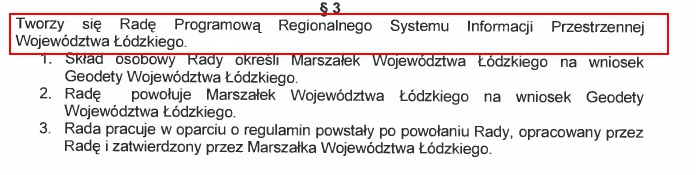 § 3
Tworzy się Radę Programową Regionalnego Systemu Informacji Przestrzennej
Województwa Łódzkiego.
1. Skład osobowy Rady określi Marszałek Województwa Łódzkiego na wniosek
Geodety Województwa Łódzkiego.
2. Radę powołuje Marszałek Województwa Łódzkiego na wniosek Geodety
Województwa Łódzkiego.
3. Rada pracuje w oparciu o regulamin powstały po powołaniu Rady, opracowany przez
Radę i zatwierdzony przez Marszałka Województwa Łódzkiego.